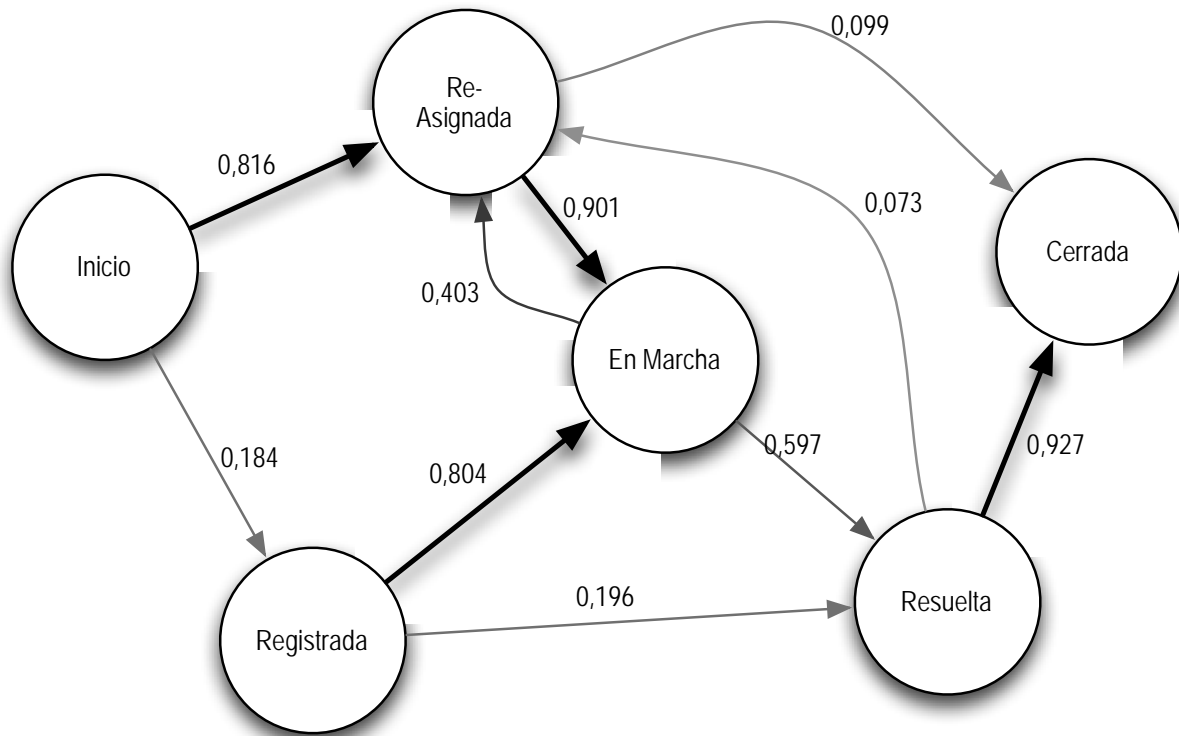 0,099
Re-
Asignada
0,816
0,901
0,073
Inicio
Cerrada
0,403
En Marcha
0,184
0,804
0,597
0,927
0,196
Resuelta
Registrada